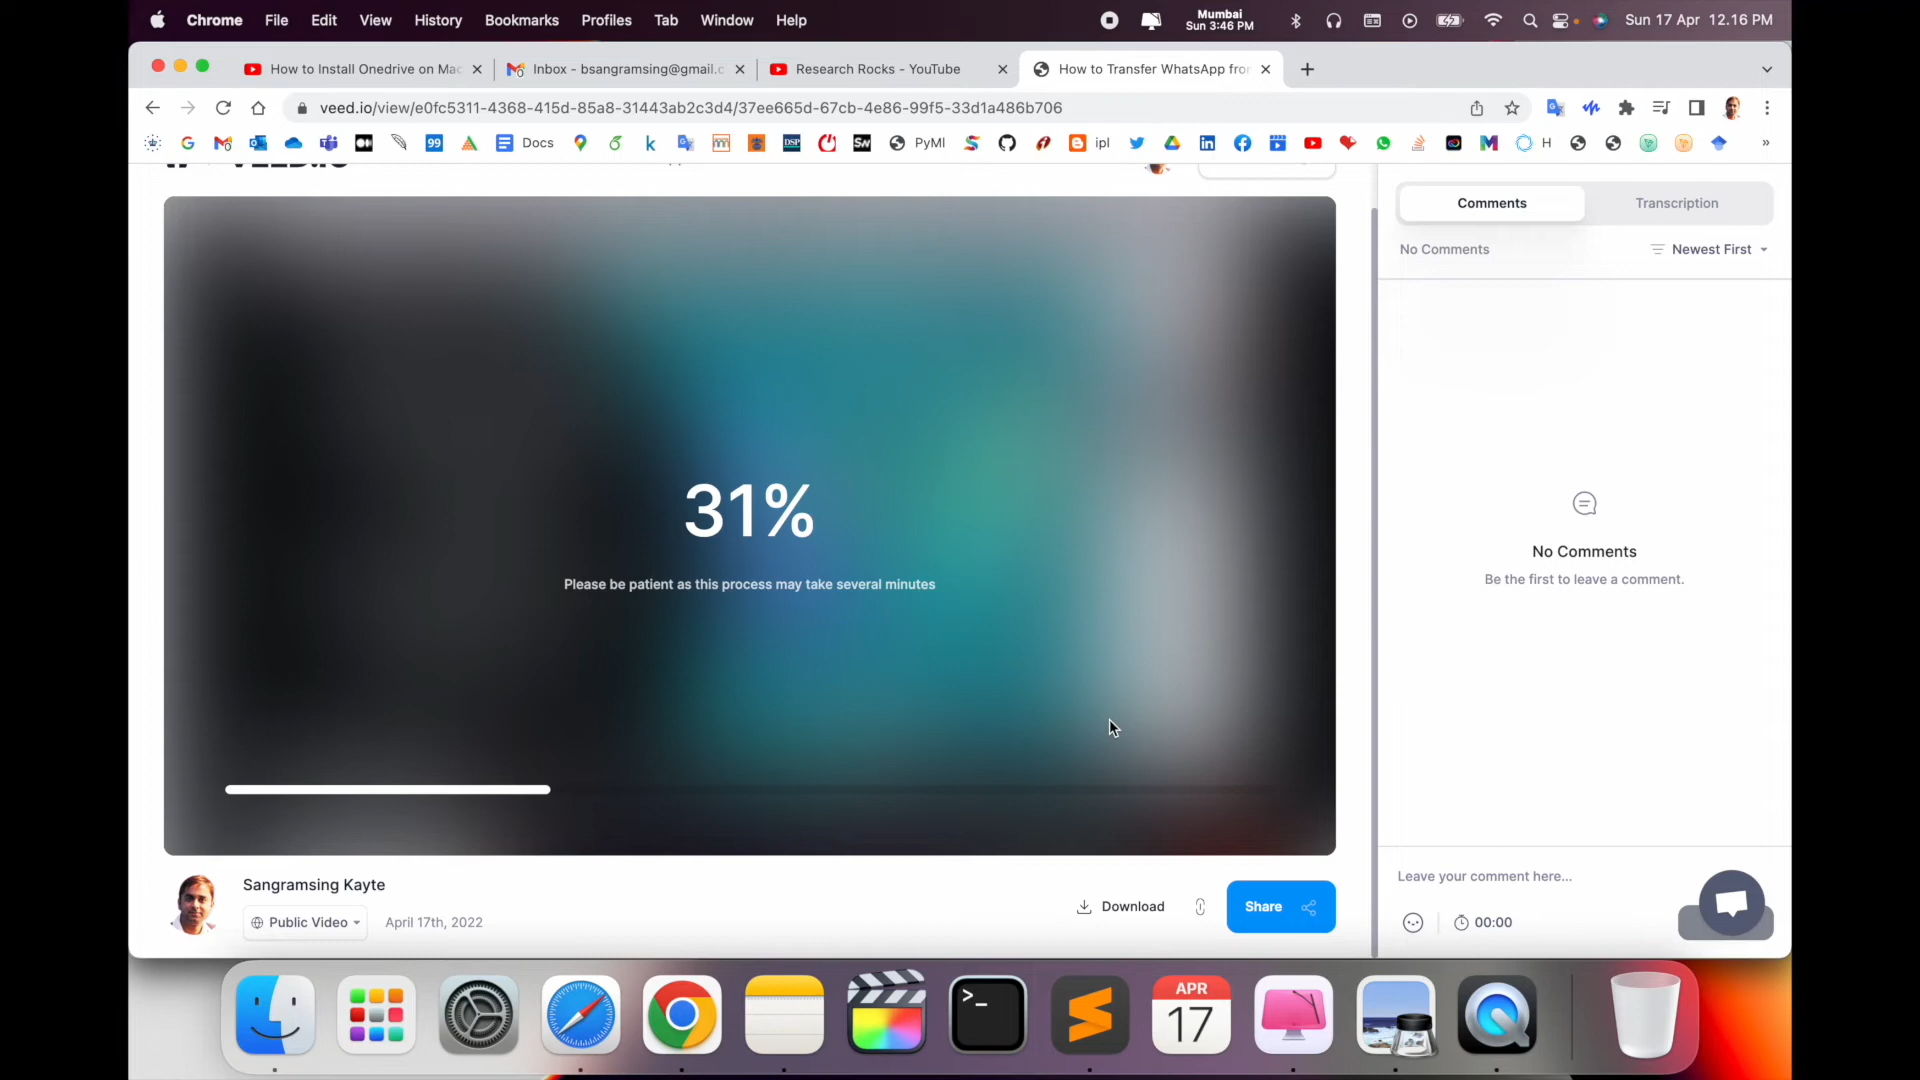 Chrome File Edit View History Bookmarks Profiles Tab Window Help
Mumbai
Sun 3:46 PM
Sun 17 Apr 12.16 PM
How to Install Onedrive on Mac
Inbox - bsangramsing@gmail.c
Research Rocks - YouTube
How to Transfer WhatsApp fro
veed.io/view/e0fc5311-4368-415d-85a8-31443ab2c3d4/37ee665d-67cb-4e86-99f5-33d1a486b706
99 Docs k DSP SW PyMI ipl H »
VEED.IO
Comments Transcription
No Comments Newest First
31%
Please be patient as this process may take several minutes
No Comments
Be the first to leave a comment.
Sangramsing Kayte
Public Video April 17th, 2022
Download
Share
Leave your comment here...
00:00
APR
17